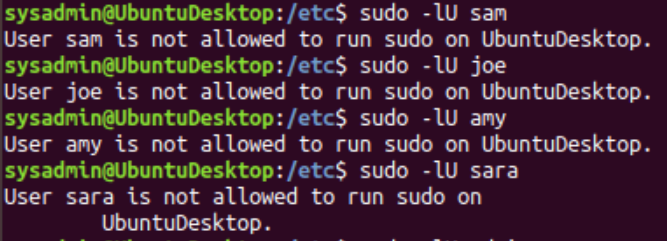 sysadmin@UbuntuDesktop:/etc$ sudo -lU sam
User sam is not allowed to run sudo on UbuntuDesktop.
sysadmin@UbuntuDesktop:/etc$ sudo -lU joe
User joe is not allowed to run sudo on UbuntuDesktop.
sysadmin@UbuntuDesktop:/etc$ sudo -lU amy
User amy is not allowed to run sudo on UbuntuDesktop.
sysadmin@UbuntuDesktop:/etc$ sudo -lU sara
User sara is not allowed to run sudo on
UbuntuDesktop.